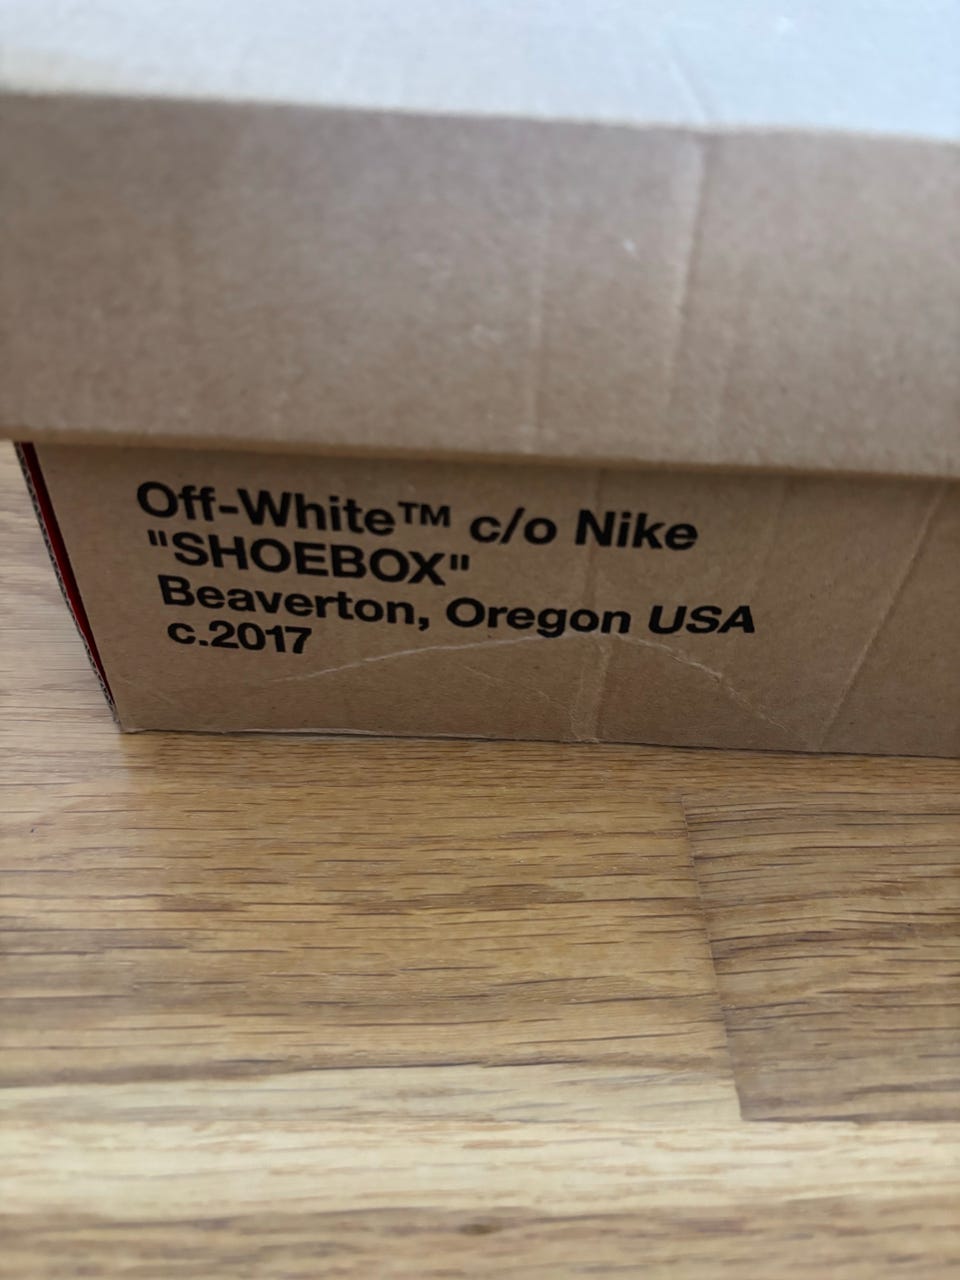 Off-White™ c/o Nike
"SHOEBOX"
Beaverton, Oregon USA
c.2017